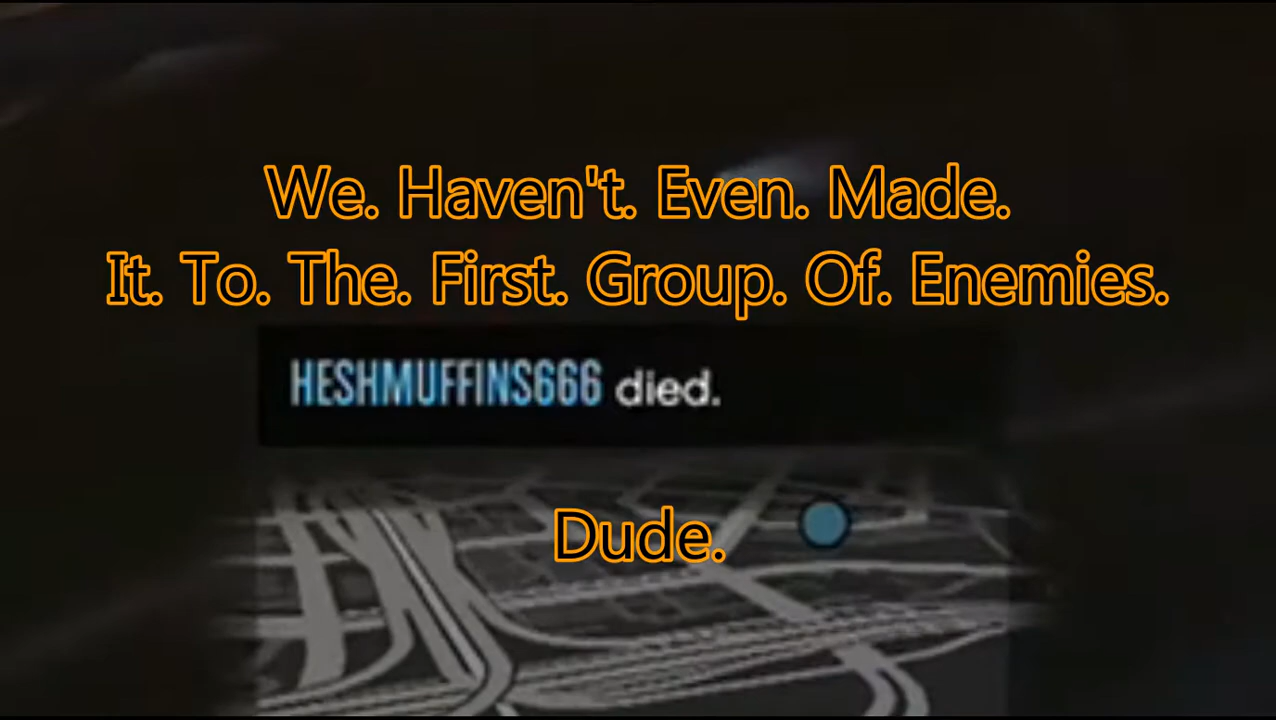 We. Haven't. Even. Made.
It. To. The. First. Group. Of. Enemies.
HESHMUFFINS666 died.
Dude.